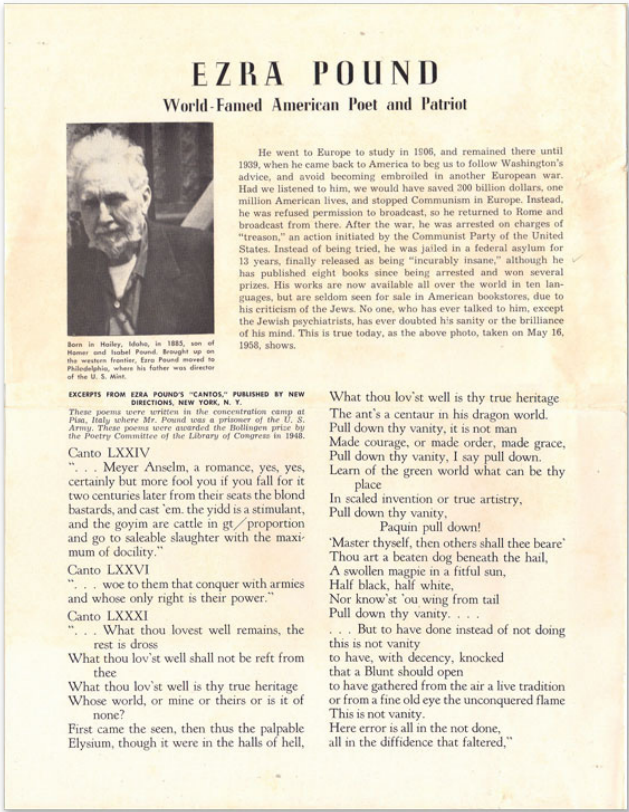 EZRA POUND
World-Famed American Poet and Patriot
He went to Europe to study in 1906, and remained there until
1939, when he came back to America to beg us to follow Washington's
advice, and avoid becoming embroiled in another European war.
Had we listened to him, we would have saved 300 billion dollars, one
million American lives, and stopped Communism in Europe. Instead,
he was refused permission to broadcast, so he returned to Rome and
broadcast from there. After the war, he was arrested on charges of
"treason," an action initiated by the Communist Party of the United
States. Instead of being tried, he was jailed in a federal asylum for
13 years, finally released as being "incurably insane," although he
has published eight books since being arrested and won several
prizes. His works are now available all over the world in ten lan-
guages, but are seldom seen for sale in American bookstores, due to
his criticism of the Jews. No one, who has ever talked to him, except
the Jewish psychiatrists, has ever doubted his sanity or the brilliance
of his mind. This is true today, as the above photo, taken on May 16,
1958, shows.
Born in Hailey, Idaho, in 1885, son of
Homer and Isabel Pound. Brought up on
the western frontier, Ezra Pound moved to
Philadelphia, where his father was director
of the U. S. Mint.
EXCERPTS FROM EZRA POUND'S "CANTOS," PUBLISHED BY NEW
DIRECTIONS, NEW YORK, N. Y.
These poems were written in the concentration camp at
Pisa, Italy where Mr. Pound was a prisoner of the U. S.
Army. These poems were awarded the Bollingen prize by
the Poetry Committee of the Library of Congress in 1948.
Canto LXXIV
". . . Meyer Anselm, a romance, yes, yes,
certainly but more fool you if you fall for it
two centuries later from their seats the blond
bastards, and cast 'em. the yidd is a stimulant,
and the goyim are cattle in gt/proportion
and go to saleable slaughter with the maxi-
mum of docility."
Canto LXXVI
". . . woe to them that conquer with armies
and whose only right is their power."
Canto LXXXI
". . . What thou lovest well remains, the
rest is dross
What thou lov'st well shall not be reft from
thee
What thou lov'st well is thy true heritage
Whose world, or mine or theirs or is it of
none?
First came the seen, then thus the palpable
Elysium, though it were in the halls of hell,
What thou lov'st well is thy true heritage
The ant's a centaur in his dragon world.
Pull down thy vanity, it is not man
Made courage, or made order, made grace,
Pull down thy vanity, I say pull down.
Learn of the green world what can be thy
place
In scaled invention or true artistry,
Pull down thy vanity,
Paquin pull down!
'Master thyself, then others shall thee beare'
Thou art a beaten dog beneath the hail,
A swollen magpie in a fitful sun,
Half black, half white,
Nor know'st 'ou wing from tail
Pull down thy vanity. . . .
. . . But to have done instead of not doing
this is not vanity
to have, with decency, knocked
that a Blunt should open
to have gathered from the air a live tradition
or from a fine old eye the unconquered flame
This is not vanity.
Here error is all in the not done,
all in the diffidence that faltered,"